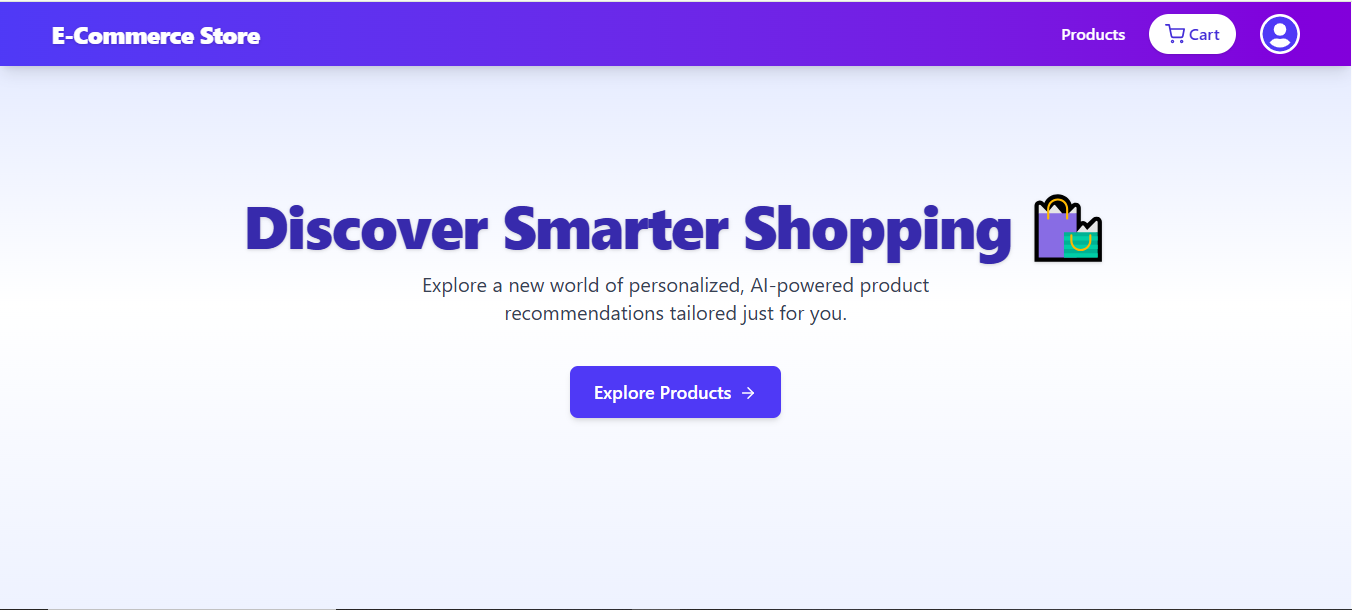 E-Commerce Store
Products
Cart
Discover Smarter Shopping
Explore a new world of personalized, AI-powered product
recommendations tailored just for you.
Explore Products →